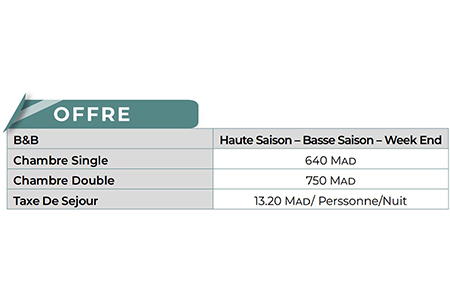 OFFRE
B&B Haute Saison – Basse Saison – Week End
Chambre Single 640 MAD
Chambre Double 750 MAD
Taxe De Sejour 13.20 MAD/ Perssonne/Nuit